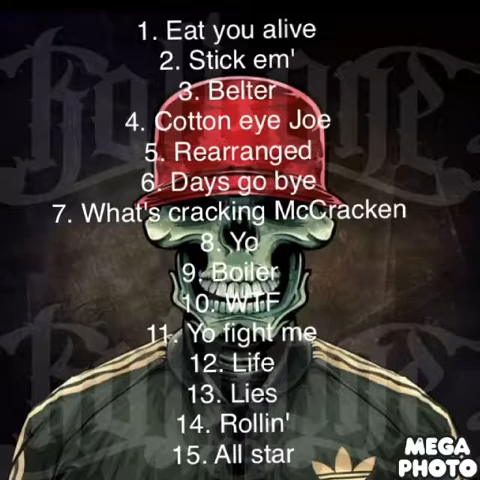 1. Eat you alive
2. Stick em'
3. Belter
4. Cotton eye Joe
5. Rearranged
6. Days go bye
7. What's cracking McCracken
8. Yo
9. Boiler
10. WTF
11. Yo fight me
12. Life
13. Lies
14. Rollin'
15. All star
MEGA
PHOTO